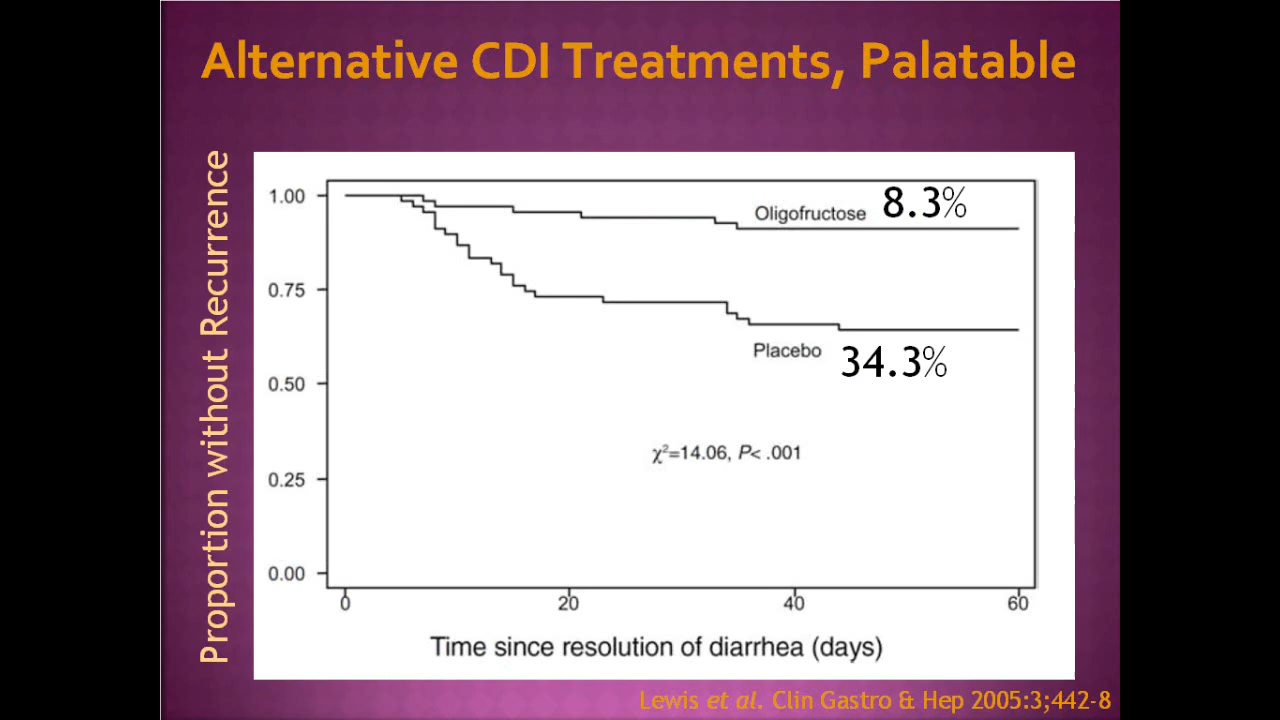 Alternative CDI Treatments, Palatable
Proportion without Recurrence
1.00
0.75
0.50
0.25
0.00
Oligofructose 8.3%
Placebo 34.3%
χ²=14.06, P< .001
0 20 40 60
Time since resolution of diarrhea (days)
Lewis et al. Clin Gastro & Hep 2005:3;442-8